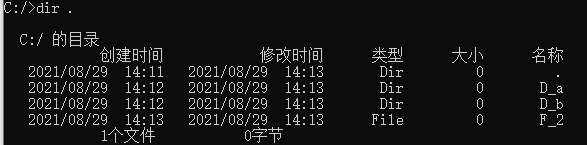 C:/>dir .
C:/ 的目录
创建时间 修改时间 类型 大小 名称
2021/08/29 14:11 2021/08/29 14:13 Dir 0 .
2021/08/29 14:12 2021/08/29 14:13 Dir 0 D_a
2021/08/29 14:12 2021/08/29 14:13 Dir 0 D_b
2021/08/29 14:13 2021/08/29 14:13 File 0 F_2
1个文件 0字节